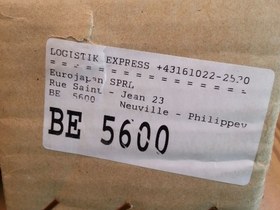 LOGISTIK EXPRESS +43161022-2520
= = = = = = = = = = = = = = = =
Eurojapan SPRL
Rue Saint - Jean 23
BE 5600 Neuville - Philippev
BE 5600